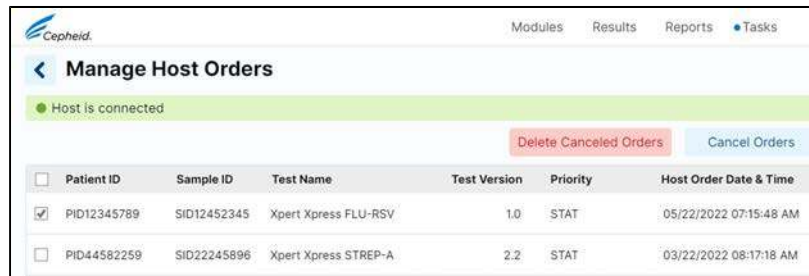 Cepheid.
Modules Results Reports Tasks
Manage Host Orders
Host is connected
Delete Canceled Orders Cancel Orders
Patient ID Sample ID Test Name Test Version Priority Host Order Date & Time
PID12345789 SID12452345 Xpert Xpress FLU-RSV 1.0 STAT 05/22/2022 07:15:48 AM
PID44582259 SID22245896 Xpert Xpress STREP-A 2.2 STAT 03/22/2022 08:17:18 AM